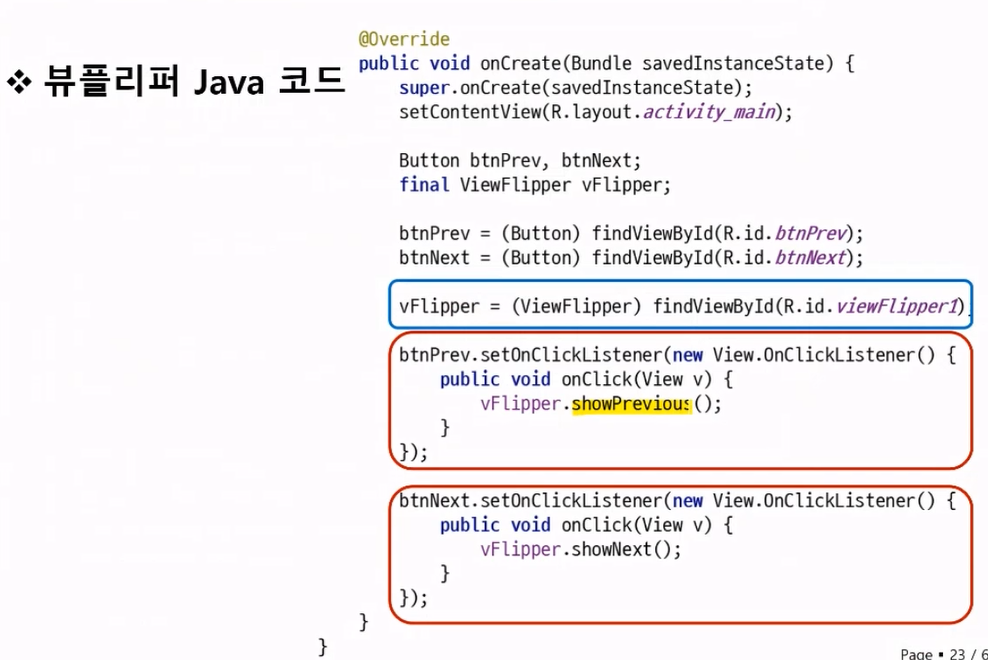 ❖ 뷰플리퍼 Java 코드
@Override
public void onCreate(Bundle savedInstanceState) {
    super.onCreate(savedInstanceState);
    setContentView(R.layout.activity_main);
    Button btnPrev, btnNext;
    final ViewFlipper vFlipper;
    btnPrev = (Button) findViewById(R.id.btnPrev);
    btnNext = (Button) findViewById(R.id.btnNext);
    vFlipper = (ViewFlipper) findViewById(R.id.viewFlipper1);
    btnPrev.setOnClickListener(new View.OnClickListener() {
        public void onClick(View v) {
            vFlipper.showPrevious();
        }
    });
    btnNext.setOnClickListener(new View.OnClickListener() {
        public void onClick(View v) {
            vFlipper.showNext();
        }
    });
}
}
Page ▪ 23 / 6